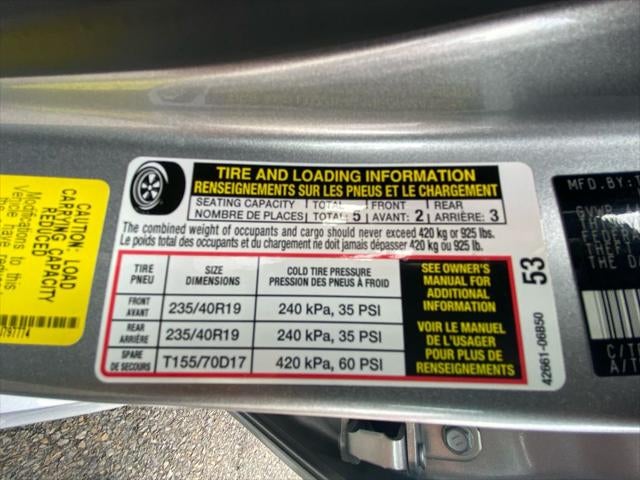 TIRE AND LOADING INFORMATION
RENSEIGNEMENTS SUR LES PNEUS ET LE CHARGEMENT
SEATING CAPACITY TOTAL FRONT REAR
NOMBRE DE PLACES TOTAL: 5 AVANT: 2 ARRIÈRE: 3
The combined weight of occupants and cargo should never exceed 420 kg or 925 lbs.
Le poids total des occupants et du chargement ne doit jamais dépasser 420 kg ou 925 lb.
TIRE SIZE COLD TIRE PRESSURE
PNEU DIMENSIONS PRESSION DES PNEUS À FROID
FRONT
AVANT 235/40R19 240 kPa, 35 PSI
REAR
ARRIÈRE 235/40R19 240 kPa, 35 PSI
SPARE
DE SECOURS T155/70D17 420 kPa, 60 PSI
SEE OWNER'S
MANUAL FOR
ADDITIONAL
INFORMATION
VOIR LE MANUEL
DE L'USAGER
POUR PLUS DE
RENSEIGNEMENTS
53
42661-06B50
CAUTION: LOAD
CARRYING CAPACITY
REDUCED
Modifications to the
Vehicle have
MFD.BY:
GVWR
THE
C/TR
A/T